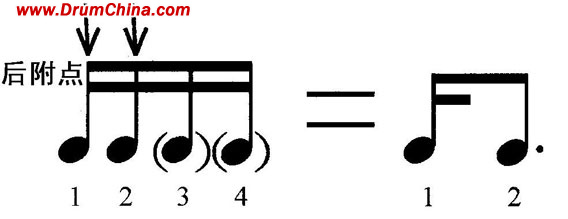 www.DrumChina.com
后附点
( ) ( )
=
1 2 3 4 1 2